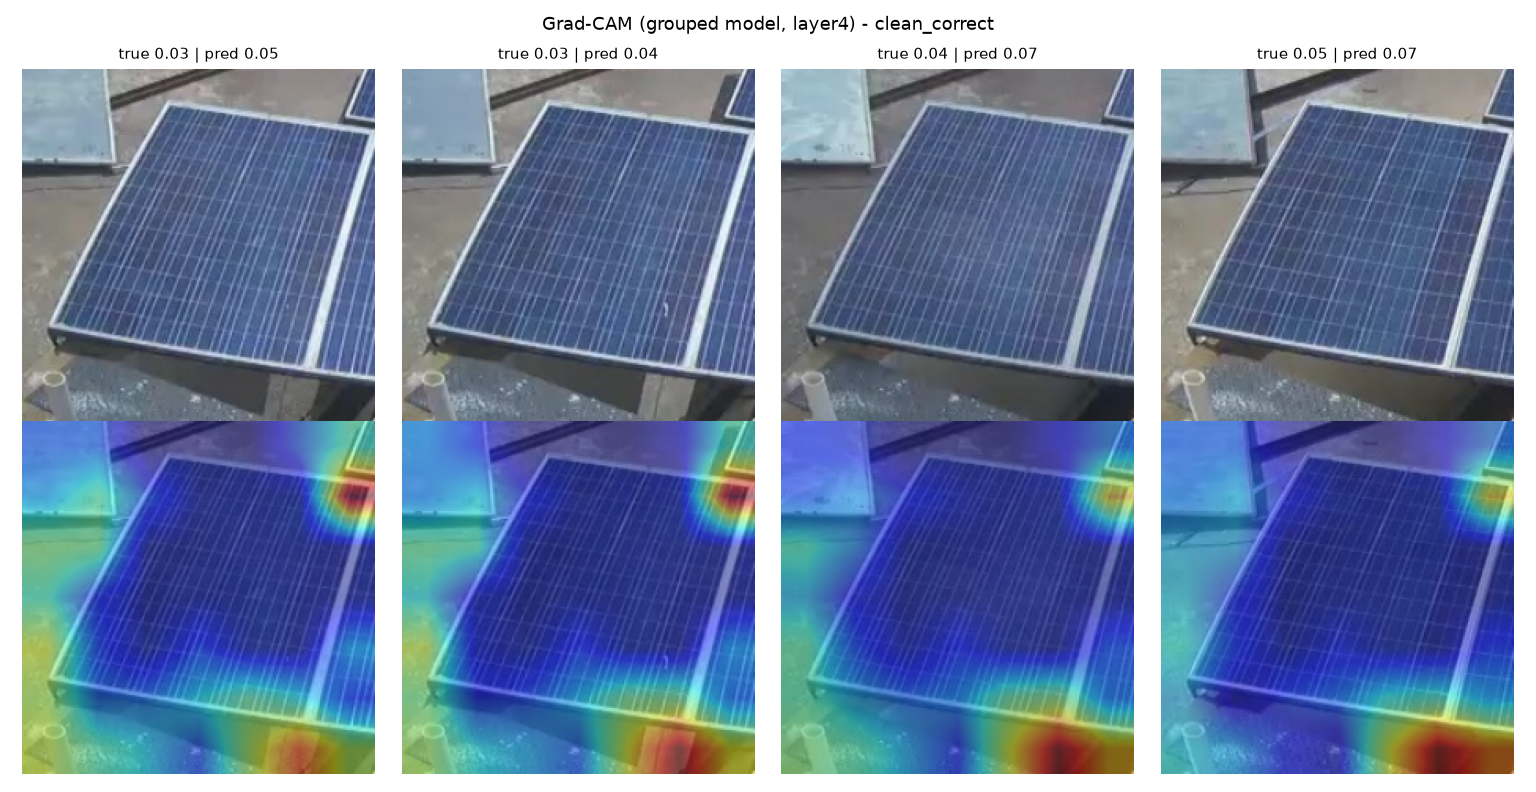 Grad-CAM (grouped model, layer4) - clean_correct
true 0.03 | pred 0.05
true 0.03 | pred 0.04
true 0.04 | pred 0.07
true 0.05 | pred 0.07